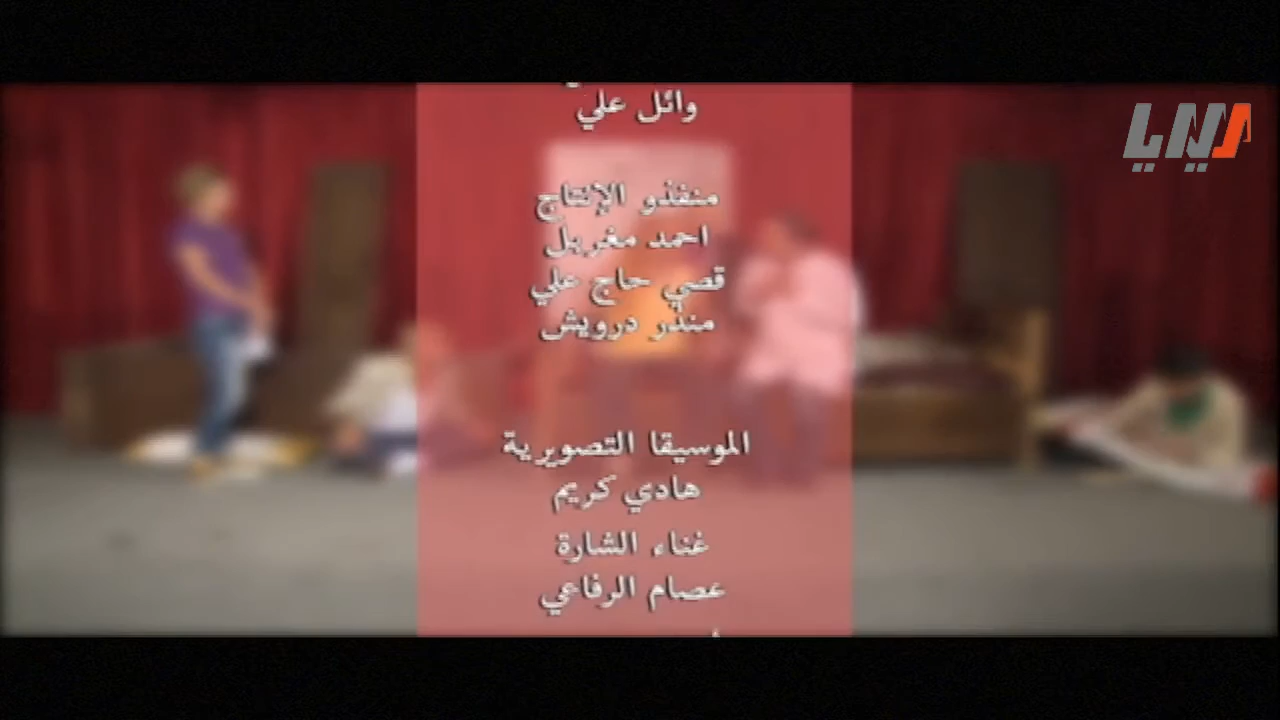 وائل علي
منفذو الإنتاج
احمد مغربل
قصي حاج علي
منذر درويش
الموسيقا التصويرية
هادي كريم
غناء الشارة
عصام الرفاعي